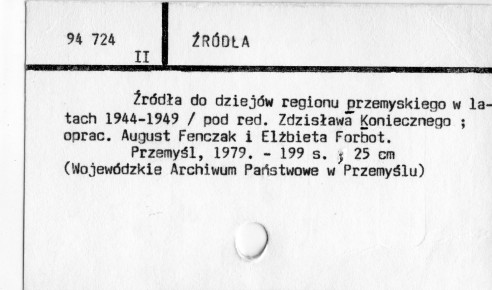 94 724
II
ŹRÓDŁA
Źródła do dziejów regionu przemyskiego w la-
tach 1944-1949 / pod red. Zdzisława Koniecznego ;
oprac. August Fenczak i Elżbieta Forbot.
Przemyśl, 1979. - 199 s. ; 25 cm
(Wojewódzkie Archiwum Państwowe w Przemyślu)